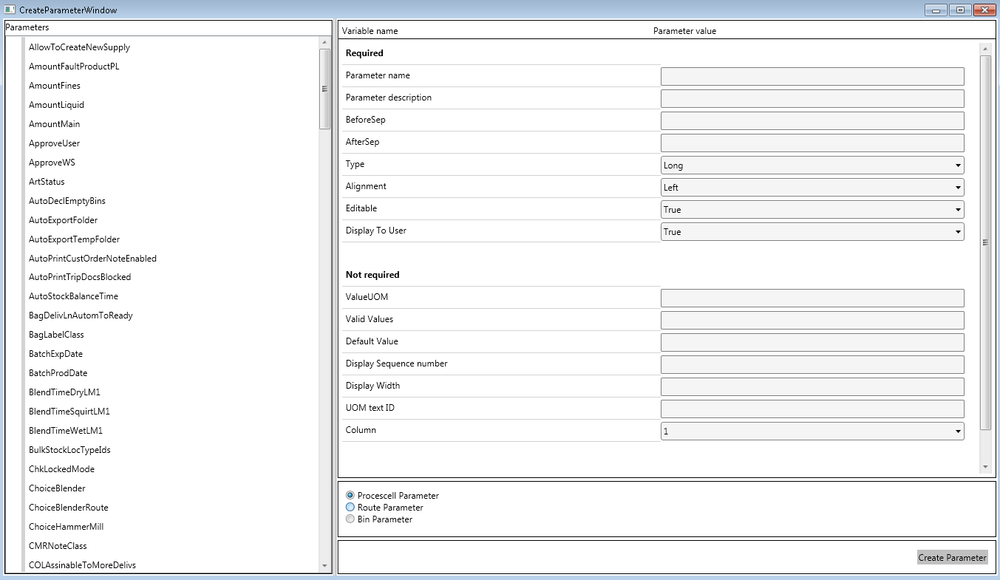 CreateParameterWindow
Parameters
AllowToCreateNewSupply
AmountFaultProductPL
AmountFines
AmountLiquid
AmountMain
ApproveUser
ApproveWS
ArtStatus
AutoDeclEmptyBins
AutoExportFolder
AutoExportTempFolder
AutoPrintCustOrderNoteEnabled
AutoPrintTripDocsBlocked
AutoStockBalanceTime
BagDelivLnAutomToReady
BagLabelClass
BatchExpDate
BatchProdDate
BlendTimeDryLM1
BlendTimeSquirtLM1
BlendTimeWetLM1
BulkStockLocTypeIds
ChkLockedMode
ChoiceBlender
ChoiceBlenderRoute
ChoiceHammerMill
CMRNoteClass
COLAssinableToMoreDelivs
Variable name Parameter value
Required
Parameter name
Parameter description
BeforeSep
AfterSep
Type Long
Alignment Left
Editable True
Display To User True
Not required
ValueUOM
Valid Values
Default Value
Display Sequence number
Display Width
UOM text ID
Column 1
Procescell Parameter
Route Parameter
Bin Parameter
Create Parameter